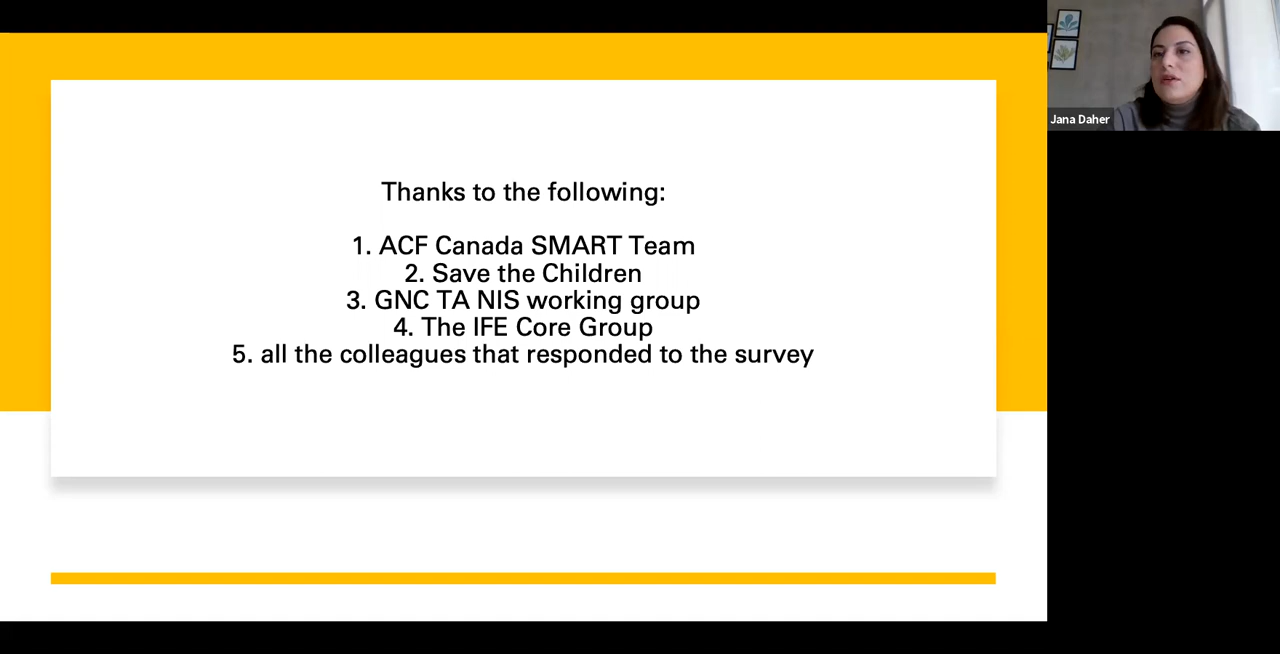 Thanks to the following:
1. ACF Canada SMART Team
2. Save the Children
3. GNC TA NIS working group
4. The IFE Core Group
5. all the colleagues that responded to the survey
Jana Daher